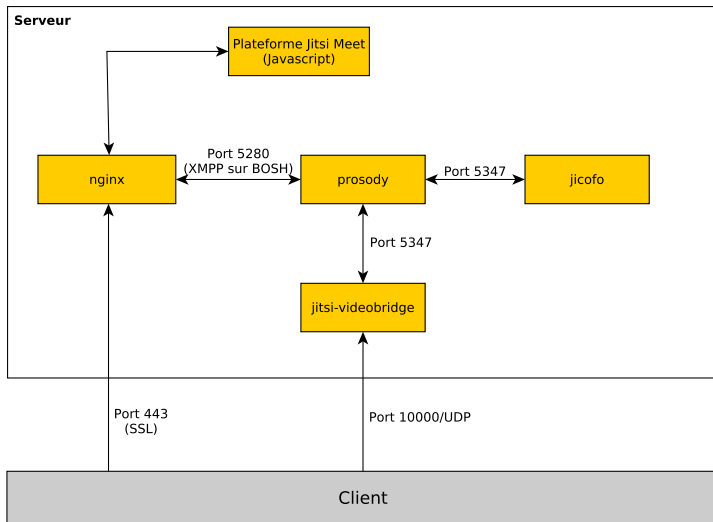 Serveur
Plateforme Jitsi Meet
(Javascript)
Port 5280
(XMPP sur BOSH)
nginx
prosody
Port 5347
jicofo
Port 5347
jitsi-videobridge
Port 443
(SSL)
Port 10000/UDP
Client